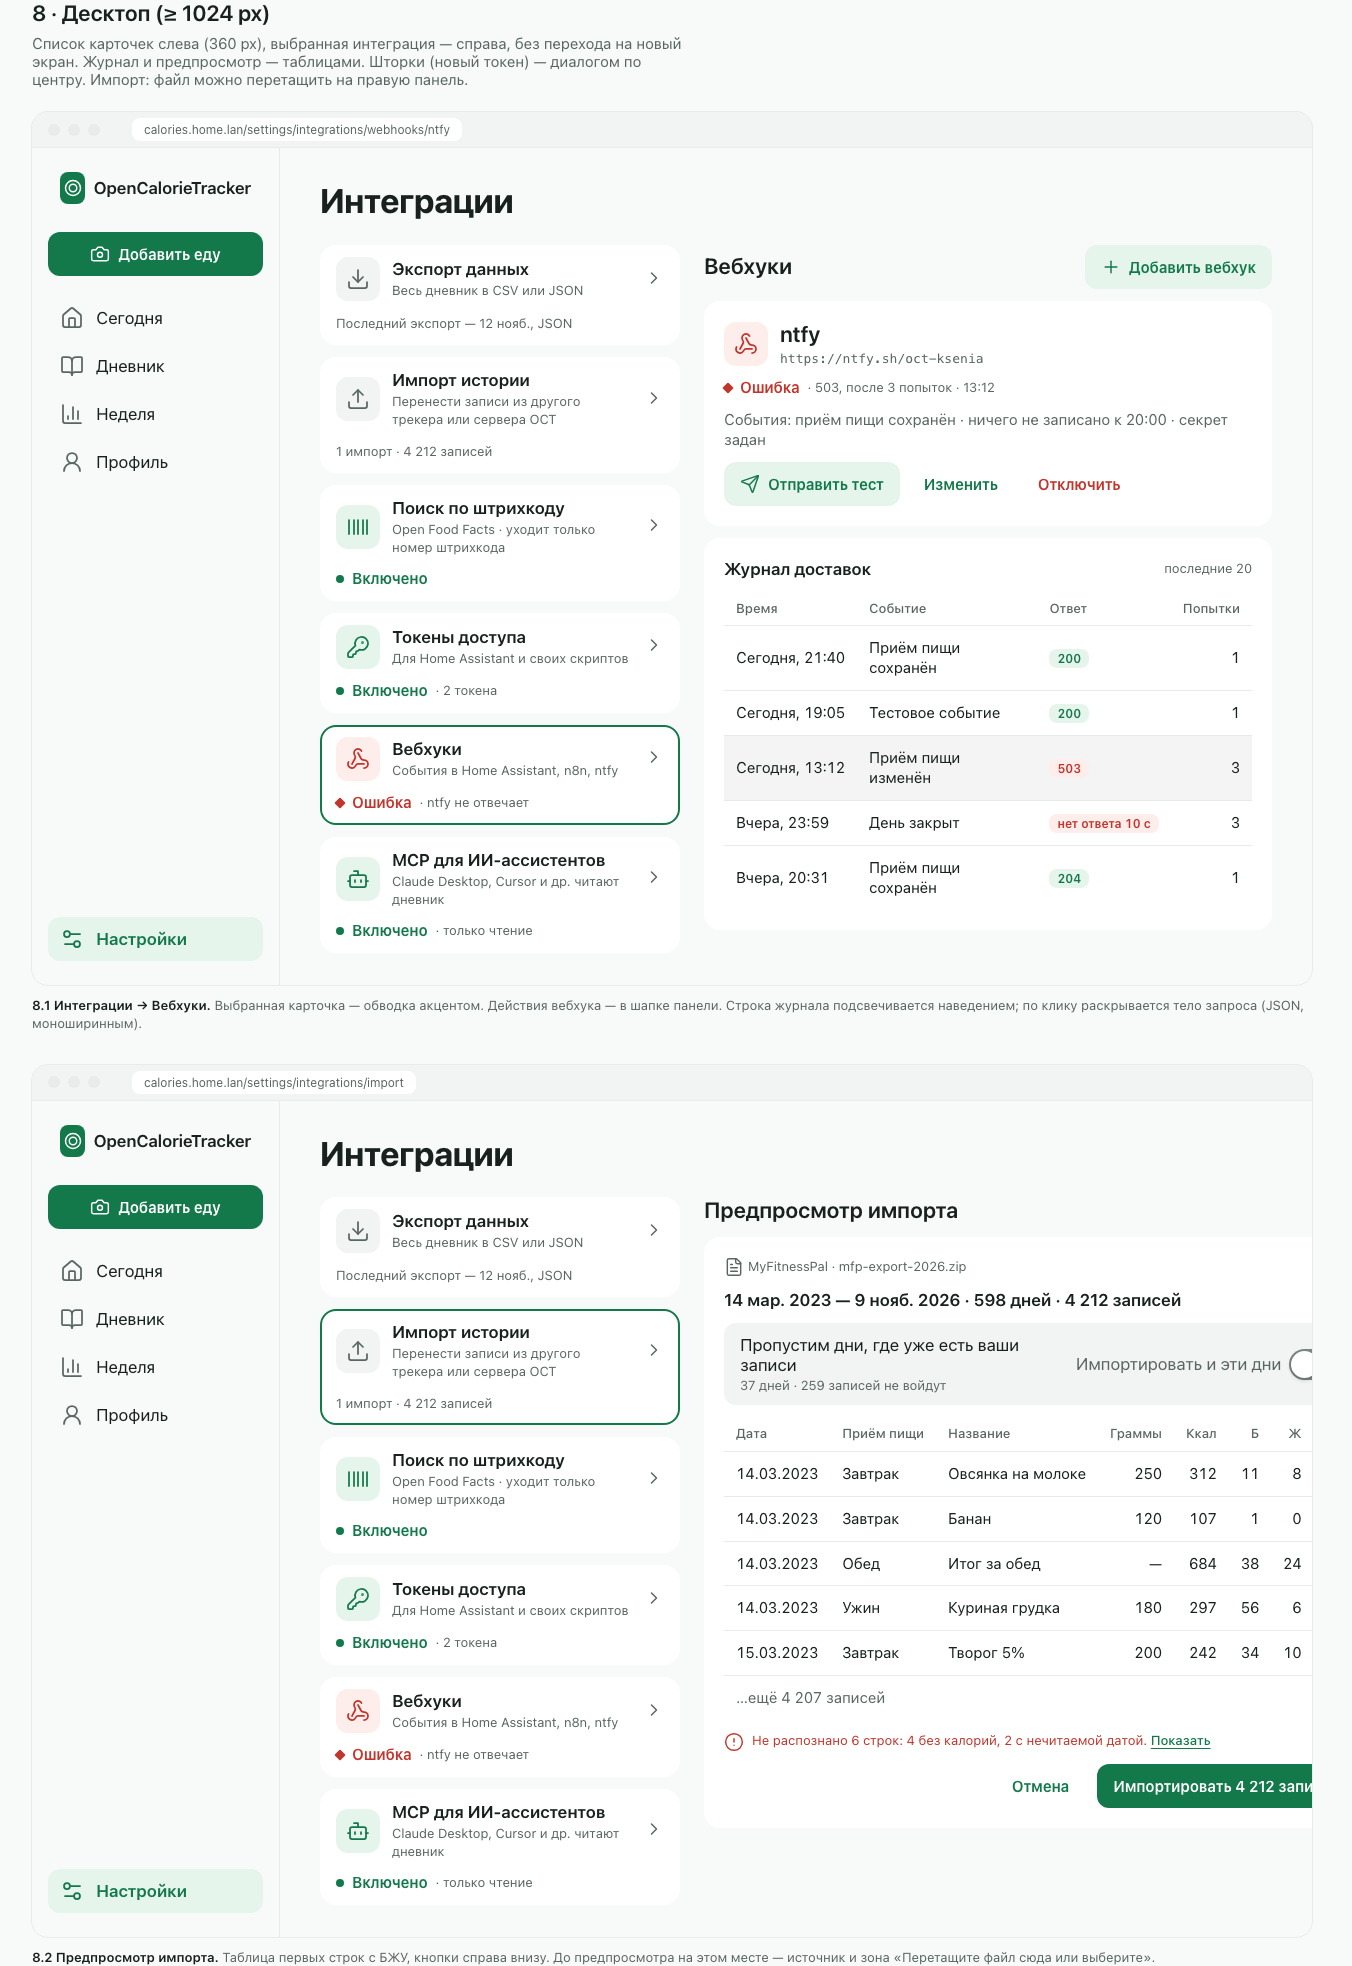 8 · Десктоп (≥ 1024 px)
Список карточек слева (360 px), выбранная интеграция — справа, без перехода на новый
экран. Журнал и предпросмотр — таблицами. Шторки (новый токен) — диалогом по
центру. Импорт: файл можно перетащить на правую панель.
calories.home.lan/settings/integrations/webhooks/ntfy
OpenCalorieTracker
Добавить еду
Сегодня
Дневник
Неделя
Профиль
Настройки
Интеграции
Экспорт данных
Весь дневник в CSV или JSON
Последний экспорт — 12 нояб., JSON
Импорт истории
Перенести записи из другого
трекера или сервера OCT
1 импорт · 4 212 записей
Поиск по штрихкоду
Open Food Facts · уходит только
номер штрихкода
Включено
Токены доступа
Для Home Assistant и своих скриптов
Включено · 2 токена
Вебхуки
События в Home Assistant, n8n, ntfy
Ошибка · ntfy не отвечает
MCP для ИИ-ассистентов
Claude Desktop, Cursor и др. читают
дневник
Включено · только чтение
Вебхуки
Добавить вебхук
ntfy
https://ntfy.sh/oct-ksenia
Ошибка · 503, после 3 попыток · 13:12
События: приём пищи сохранён · ничего не записано к 20:00 · секрет
задан
Отправить тест Изменить Отключить
Журнал доставок последние 20
Время Событие Ответ Попытки
Сегодня, 21:40 Приём пищи сохранён 200 1
Сегодня, 19:05 Тестовое событие 200 1
Сегодня, 13:12 Приём пищи изменён 503 3
Вчера, 23:59 День закрыт нет ответа 10 с 3
Вчера, 20:31 Приём пищи сохранён 204 1
8.1 Интеграции → Вебхуки. Выбранная карточка — обводка акцентом. Действия вебхука — в шапке панели. Строка журнала подсвечивается наведением; по клику раскрывается тело запроса (JSON,
моноширинным).
calories.home.lan/settings/integrations/import
OpenCalorieTracker
Добавить еду
Сегодня
Дневник
Неделя
Профиль
Настройки
Интеграции
Экспорт данных
Весь дневник в CSV или JSON
Последний экспорт — 12 нояб., JSON
Импорт истории
Перенести записи из другого
трекера или сервера OCT
1 импорт · 4 212 записей
Поиск по штрихкоду
Open Food Facts · уходит только
номер штрихкода
Включено
Токены доступа
Для Home Assistant и своих скриптов
Включено · 2 токена
Вебхуки
События в Home Assistant, n8n, ntfy
Ошибка · ntfy не отвечает
MCP для ИИ-ассистентов
Claude Desktop, Cursor и др. читают
дневник
Включено · только чтение
Предпросмотр импорта
MyFitnessPal · mfp-export-2026.zip
14 мар. 2023 — 9 нояб. 2026 · 598 дней · 4 212 записей
Пропустим дни, где уже есть ваши
записи
37 дней · 259 записей не войдут
Импортировать и эти дни
Дата Приём пищи Название Граммы Ккал Б Ж
14.03.2023 Завтрак Овсянка на молоке 250 312 11 8
14.03.2023 Завтрак Банан 120 107 1 0
14.03.2023 Обед Итог за обед — 684 38 24
14.03.2023 Ужин Куриная грудка 180 297 56 6
15.03.2023 Завтрак Творог 5% 200 242 34 10
…ещё 4 207 записей
Не распознано 6 строк: 4 без калорий, 2 с нечитаемой датой. Показать
Отмена Импортировать 4 212 запи
8.2 Предпросмотр импорта. Таблица первых строк с БЖУ, кнопки справа внизу. До предпросмотра на этом месте — источник и зона «Перетащите файл сюда или выберите».